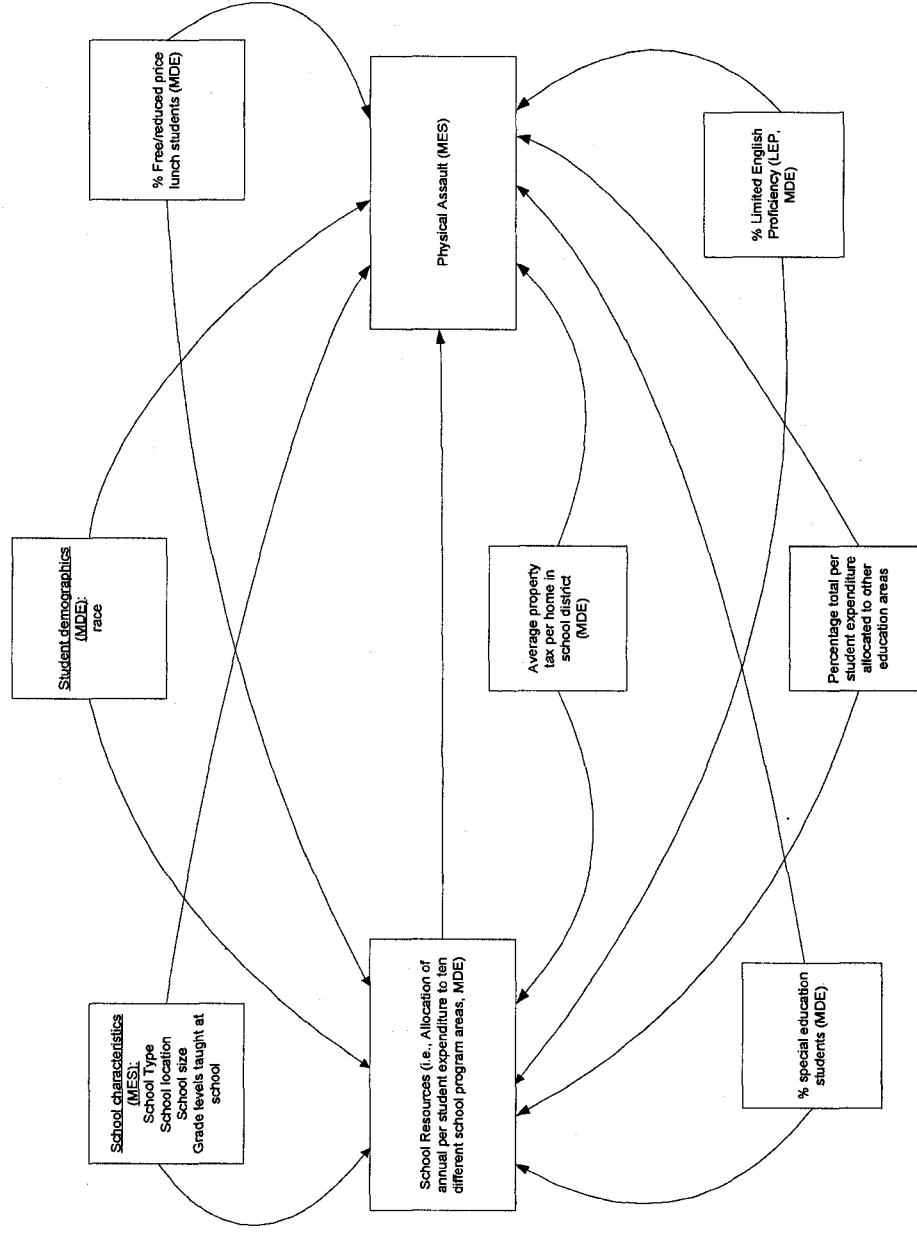 School characteristics
(MES):
School Type
School location
School size
Grade levels taught at
school
Student demographics
(MDE):
race
% Free/reduced price
lunch students (MDE)
School Resources (i.e., Allocation of
annual per student expenditure to ten
different school program areas, MDE)
Physical Assault (MES)
Average property
tax per home in
school district
(MDE)
% special education
students (MDE)
Percentage total per
student expenditure
allocated to other
education areas
% Limited English
Proficiency (LEP,
MDE)